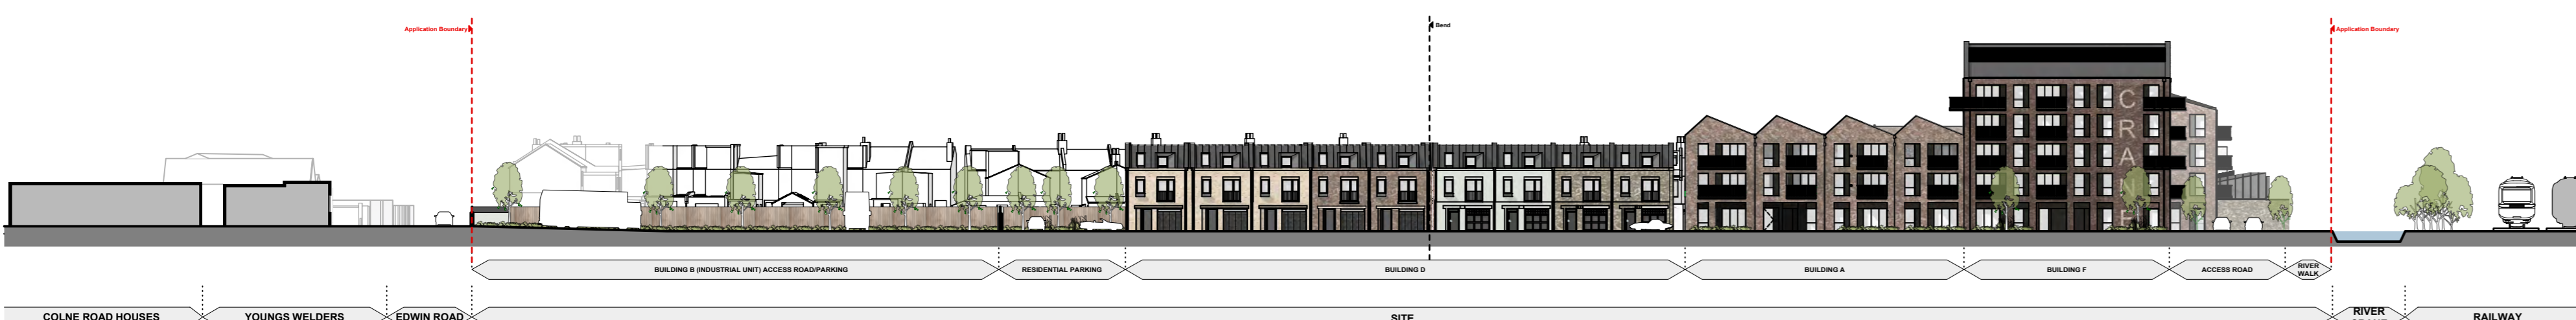 Application Boundary
Bend
Application Boundary
C
R
A
N
E
BUILDING B (INDUSTRIAL UNIT) ACCESS ROAD/PARKING
RESIDENTIAL PARKING
BUILDING D
BUILDING A
BUILDING F
ACCESS ROAD
RIVER
WALK
COLNE ROAD HOUSES
YOUNGS WELDERS
EDWIN ROAD
SITE
RIVER
RAILWAY